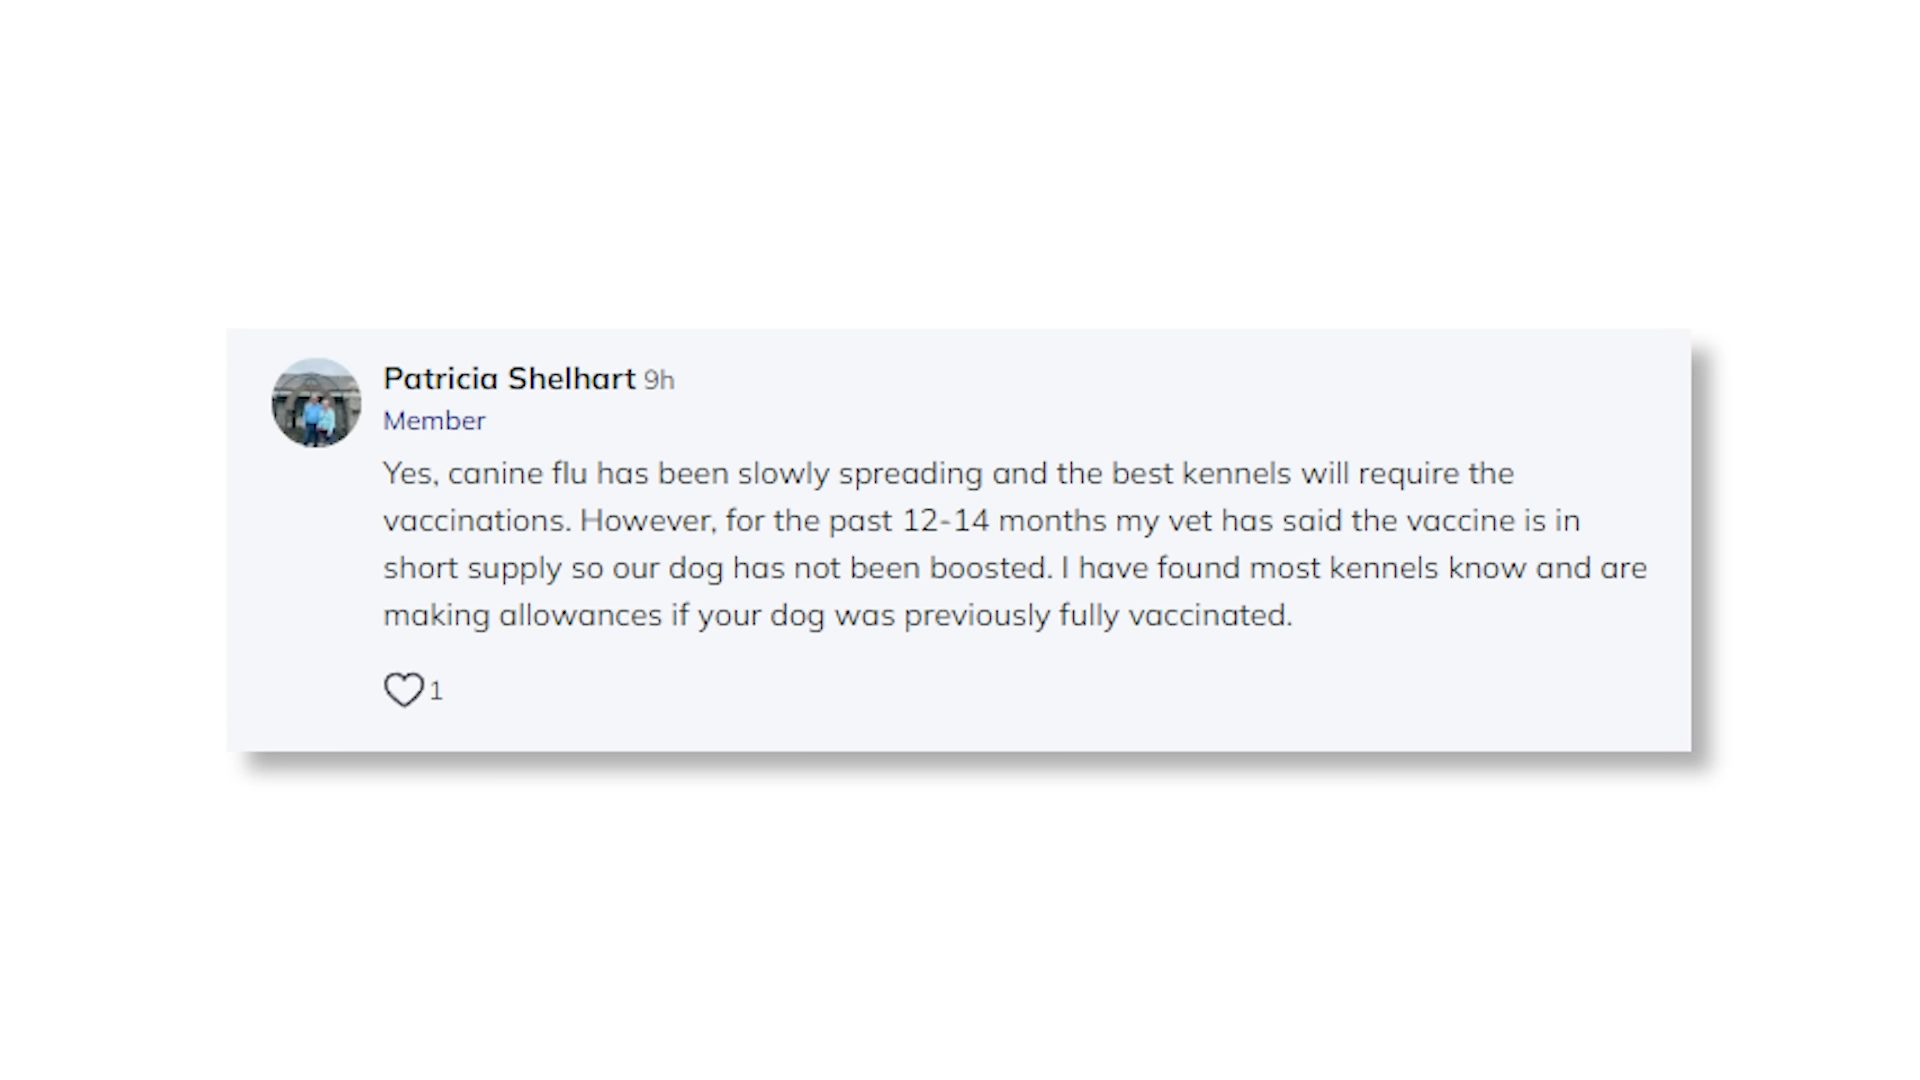 Patricia Shelhart 9h
Member
Yes, canine flu has been slowly spreading and the best kennels will require the
vaccinations. However, for the past 12-14 months my vet has said the vaccine is in
short supply so our dog has not been boosted. I have found most kennels know and are
making allowances if your dog was previously fully vaccinated.
1